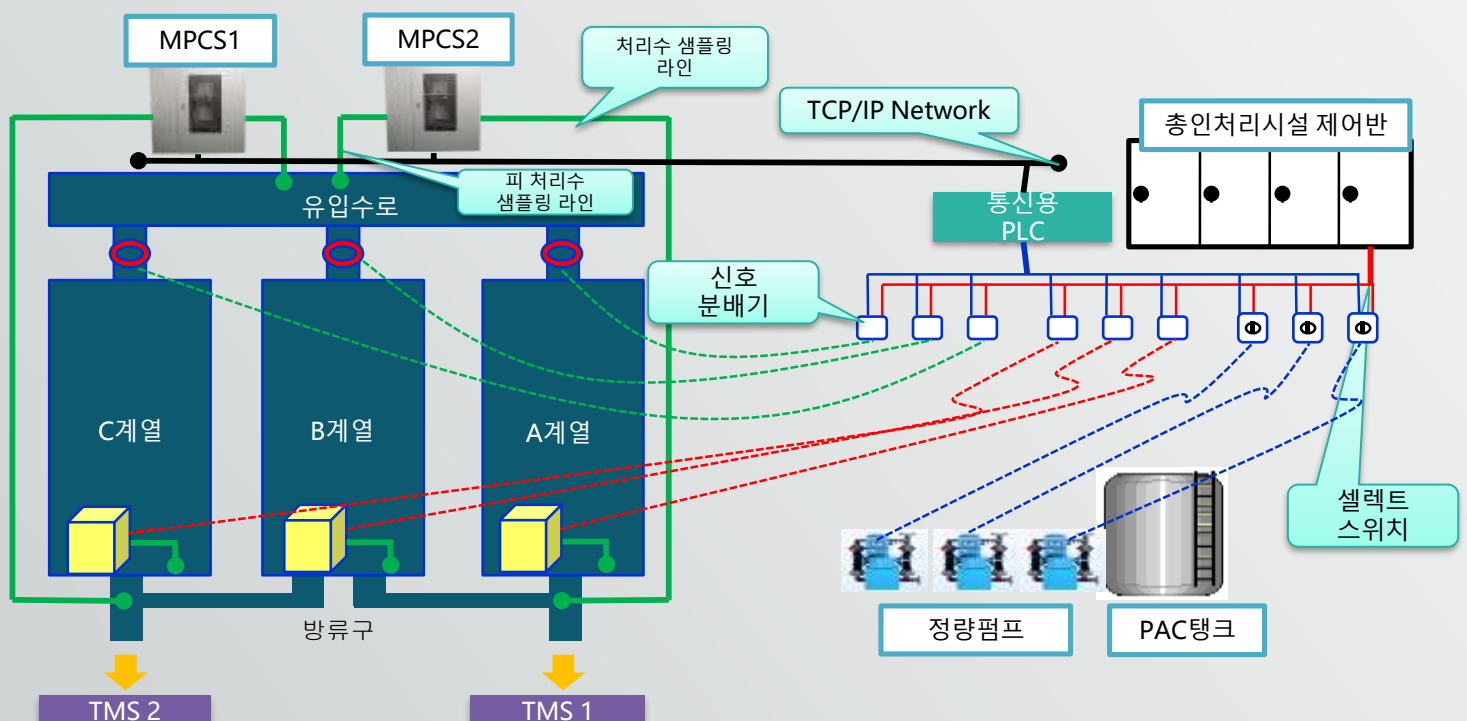 MPCS1
MPCS2
처리수 샘플링
라인
TCP/IP Network
총인처리시설 제어반
피 처리수
샘플링 라인
유입수로
통신용
PLC
신호
분배기
C계열
B계열
A계열
셀렉트
스위치
방류구
정량펌프
PAC탱크
TMS 2
TMS 1